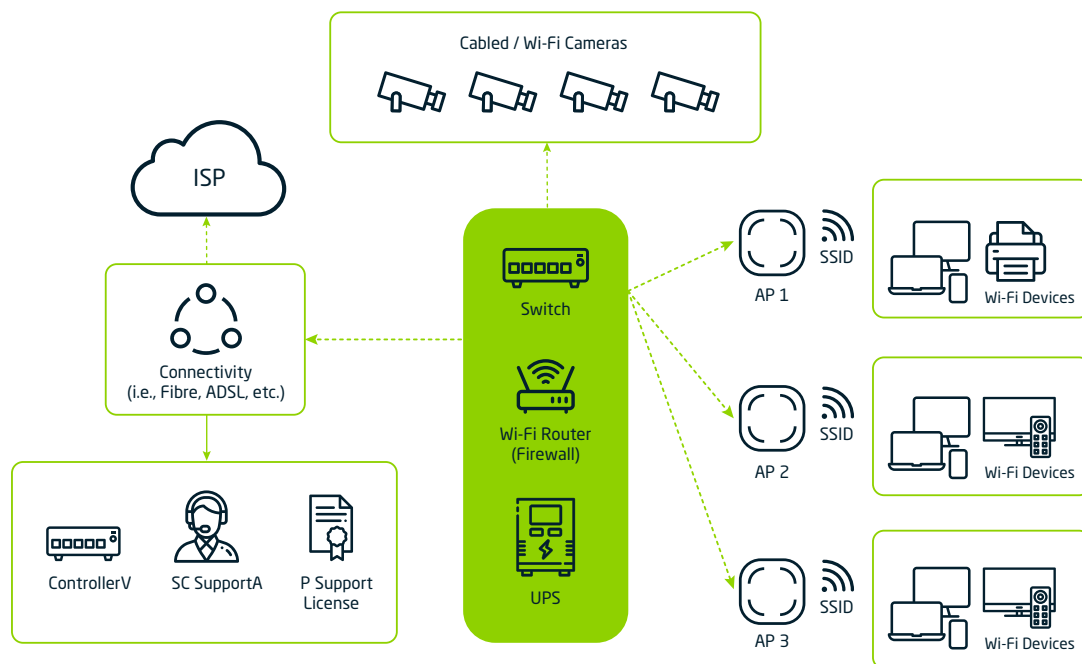 Cabled / Wi-Fi Cameras
ISP
Connectivity
(i.e., Fibre, ADSL, etc.)
ControllerV
SC SupportA
P Support
License
Switch
Wi-Fi Router
(Firewall)
UPS
SSID
AP 1
Wi-Fi Devices
SSID
AP 2
Wi-Fi Devices
SSID
AP 3
Wi-Fi Devices